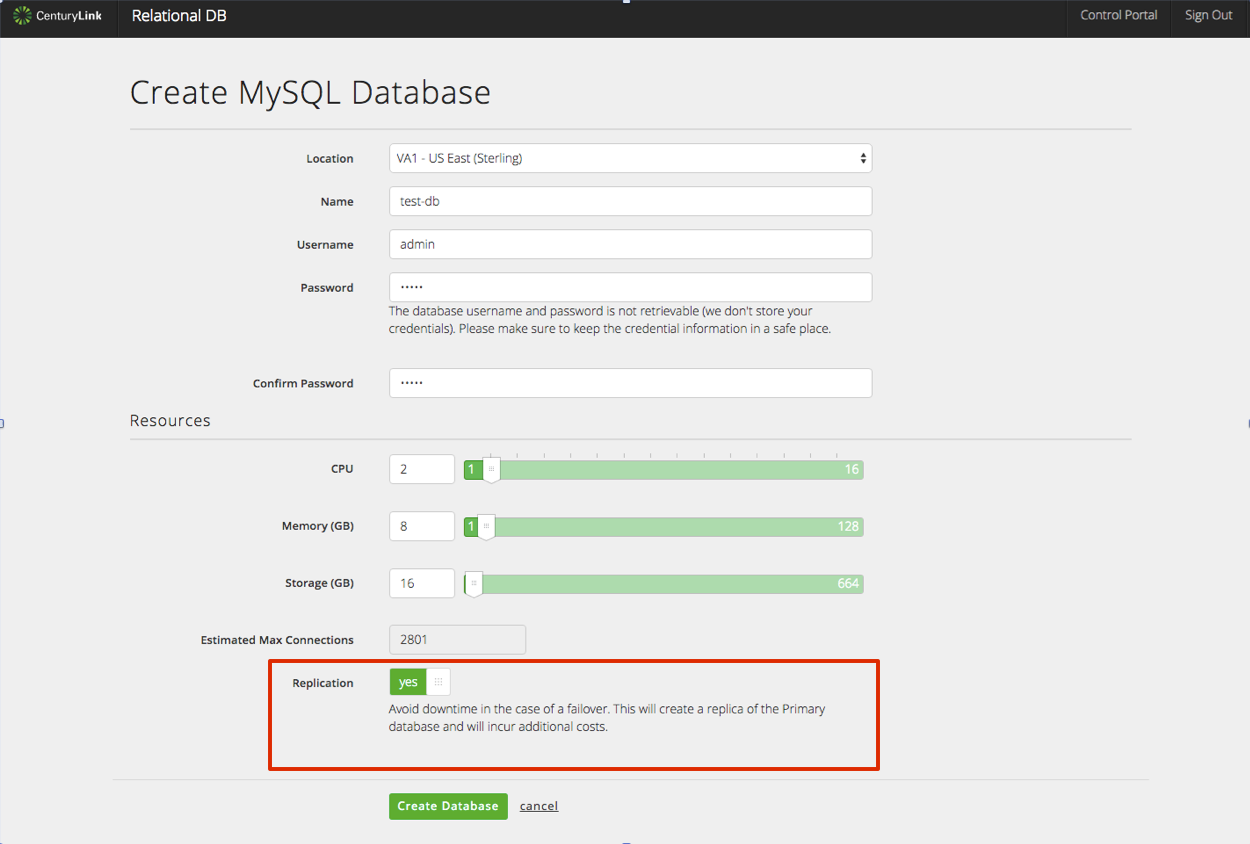 CenturyLink Relational DB Control Portal Sign Out
Create MySQL Database
Location VA1 - US East (Sterling)
Name test-db
Username admin
Password •••••
The database username and password is not retrievable (we don't store your
credentials). Please make sure to keep the credential information in a safe place.
Confirm Password •••••
Resources
CPU 2 1 16
Memory (GB) 8 1 128
Storage (GB) 16 664
Estimated Max Connections 2801
Replication yes
Avoid downtime in the case of a failover. This will create a replica of the Primary
database and will incur additional costs.
Create Database cancel